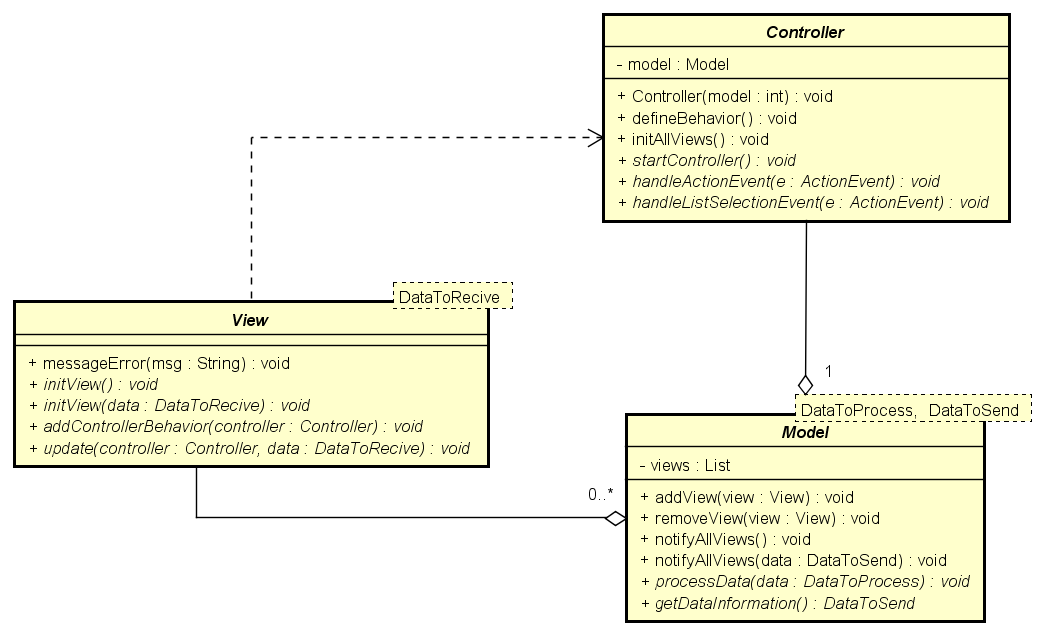 Controller
- model : Model
+ Controller(model : int) : void
+ defineBehavior() : void
+ initAllViews() : void
+ startController() : void
+ handleActionEvent(e : ActionEvent) : void
+ handleListSelectionEvent(e : ActionEvent) : void
DataToRecive
View
+ messageError(msg : String) : void
+ initView() : void
+ initView(data : DataToRecive) : void
+ addControllerBehavior(controller : Controller) : void
+ update(controller : Controller, data : DataToRecive) : void
1
0..*
DataToProcess, DataToSend
Model
- views : List
+ addView(view : View) : void
+ removeView(view : View) : void
+ notifyAllViews() : void
+ notifyAllViews(data : DataToSend) : void
+ processData(data : DataToProcess) : void
+ getDataInformation() : DataToSend